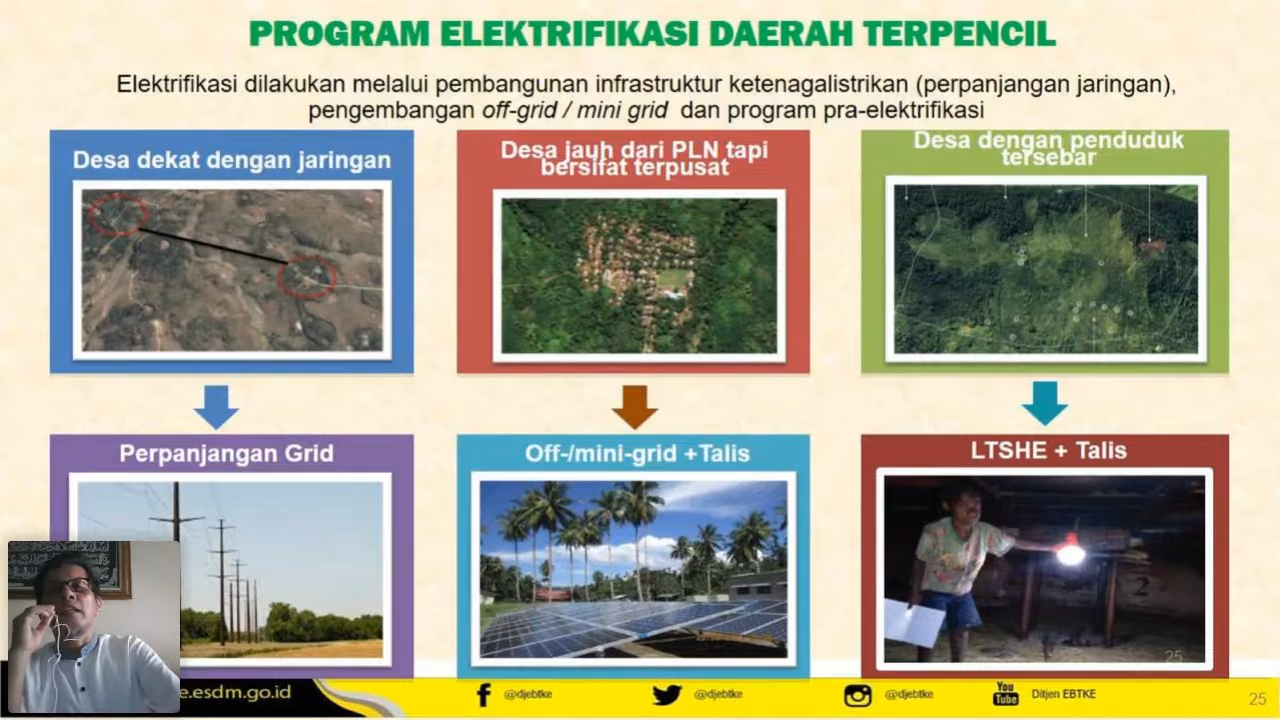 PROGRAM ELEKTRIFIKASI DAERAH TERPENCIL
Elektrifikasi dilakukan melalui pembangunan infrastruktur ketenagalistrikan (perpanjangan jaringan),
pengembangan off-grid / mini grid dan program pra-elektrifikasi
Desa dekat dengan jaringan
Desa jauh dari PLN tapi
bersifat terpusat
Desa dengan penduduk
tersebar
Perpanjangan Grid
Off-/mini-grid +Talis
LTSHE + Talis
2
25
e.esdm.go.id
@djebtke
@djebtke
@djebtke
You
Tube
Ditjen EBTKE
25